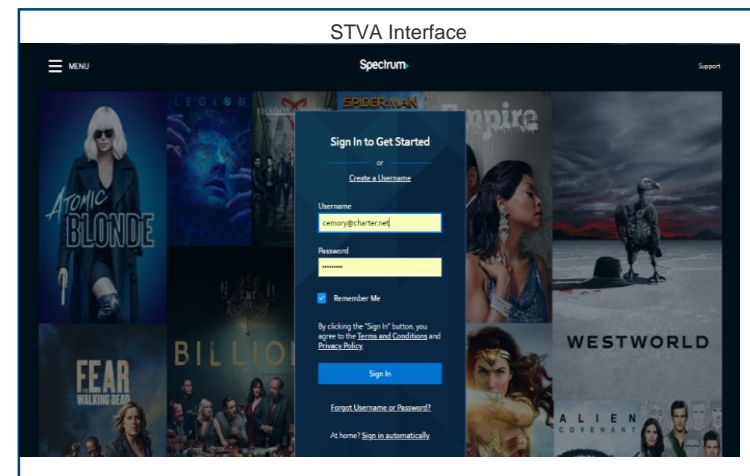 STVA Interface
MENU
Spectrum
Support
LEGION
SPIDER-MAN
Empire
ATOMIC
BLONDE
Sign In to Get Started
or
Create a Username
Username
cemory@charter.net
Password
•••••••••
Remember Me
By clicking the "Sign In" button, you
agree to the Terms and Conditions and
Privacy Policy.
Sign In
Forgot Username or Password?
At home? Sign in automatically
FEAR
WALKING DEAD
BILLIO
WESTWORLD
ALIEN
COVENANT